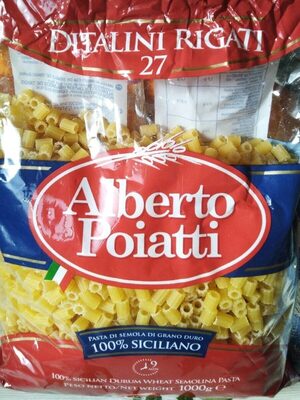 DITALINI RIGATI
27
Alberto
Poiatti
PASTA DI SEMOLA DI GRANO DURO
100% SICILIANO
9
100% SICILIAN DURUM WHEAT SEMOLINA PASTA
PESO NETTO/NET WEIGHT 1000g e